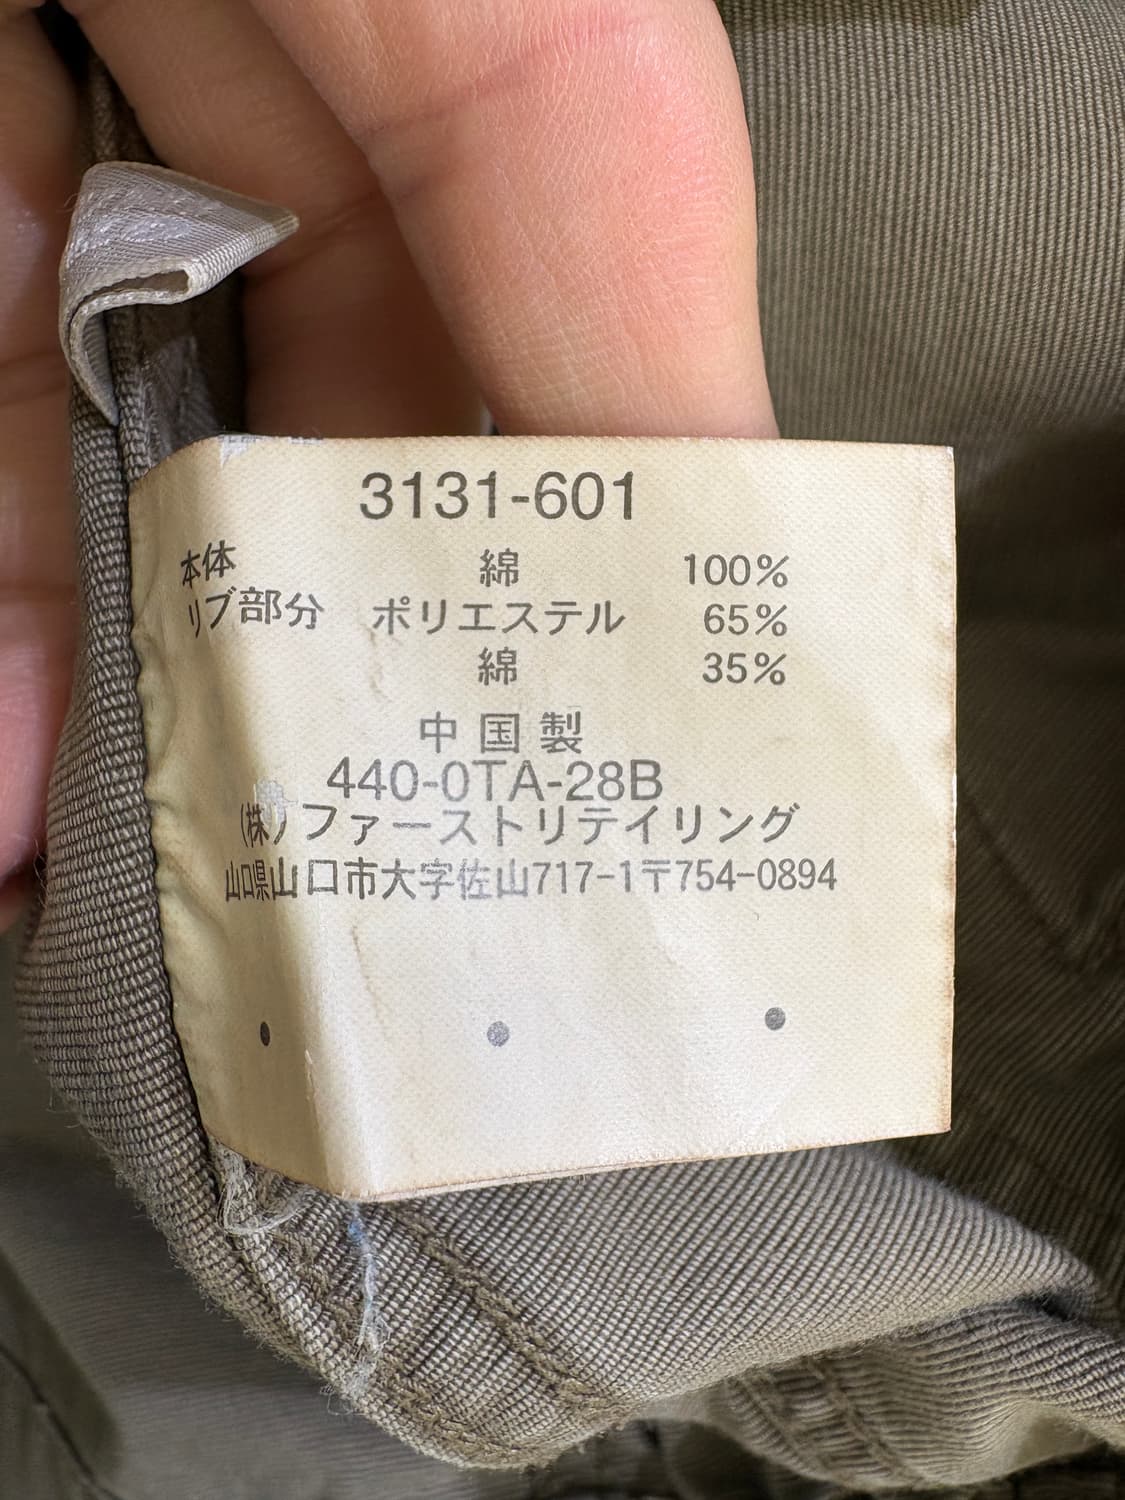 3131-601
本体 綿 100%
リブ部分 ポリエステル 65%
綿 35%
中国製
440-0TA-28B
(株)ファーストリテイリング
山口県山口市大字佐山717-1〒754-0894